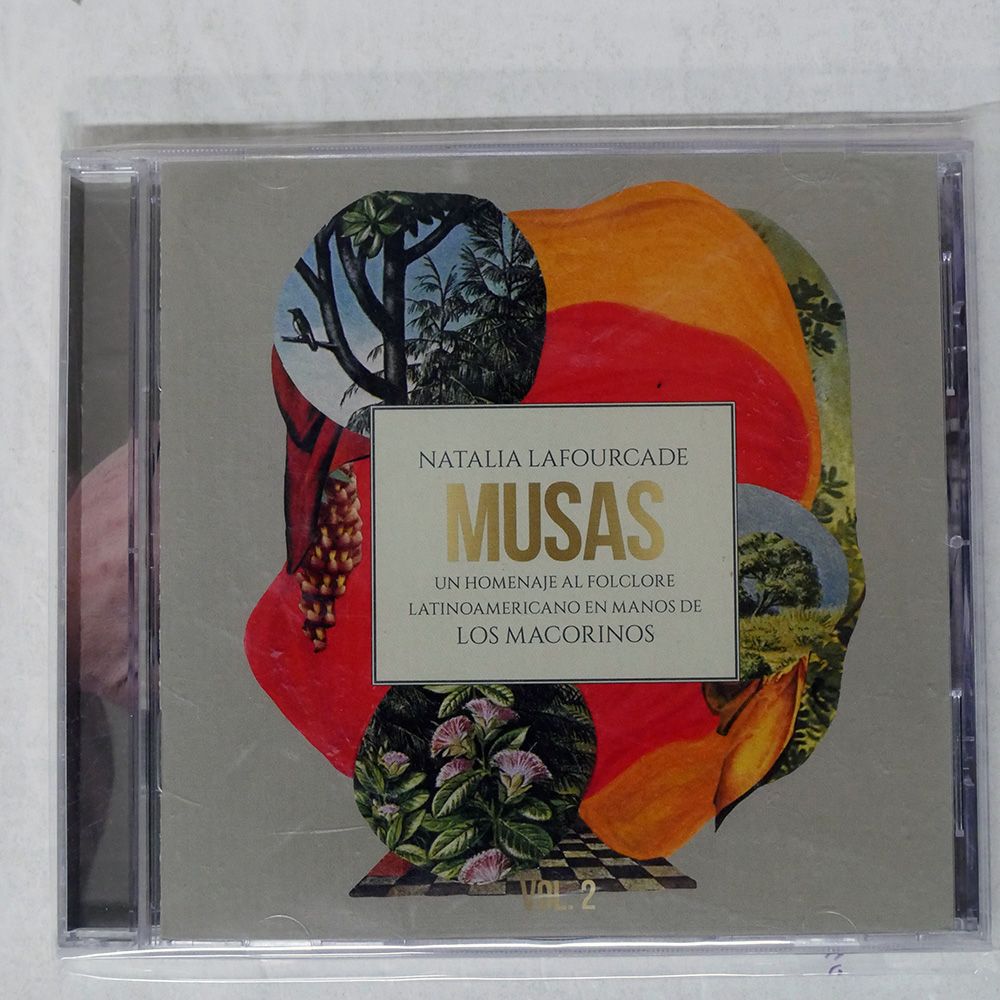 NATALIA LAFOURCADE
MUSAS
UN HOMENAJE AL FOLCLORE
LATINOAMERICANO EN MANOS DE
LOS MACORINOS
VOL. 2